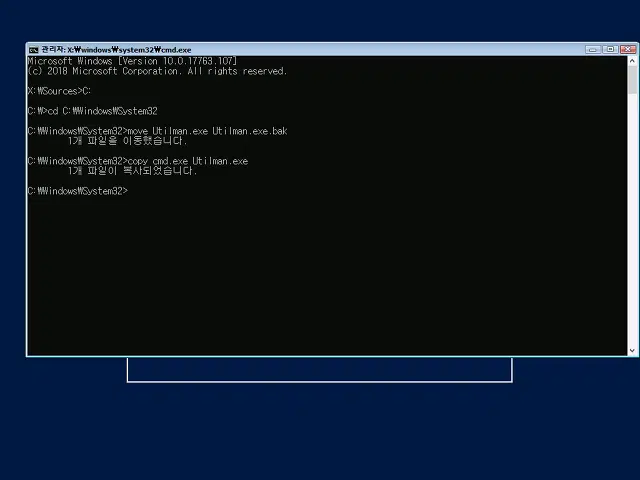 관리자: X:₩windows₩system32₩cmd.exe
Microsoft Windows [Version 10.0.17763.107]
(c) 2018 Microsoft Corporation. All rights reserved.
X:₩Sources>C:
C:₩>cd C:₩Windows₩System32
C:₩Windows₩System32>move Utilman.exe Utilman.exe.bak
1개 파일을 이동했습니다.
C:₩Windows₩System32>copy cmd.exe Utilman.exe
1개 파일이 복사되었습니다.
C:₩Windows₩System32>